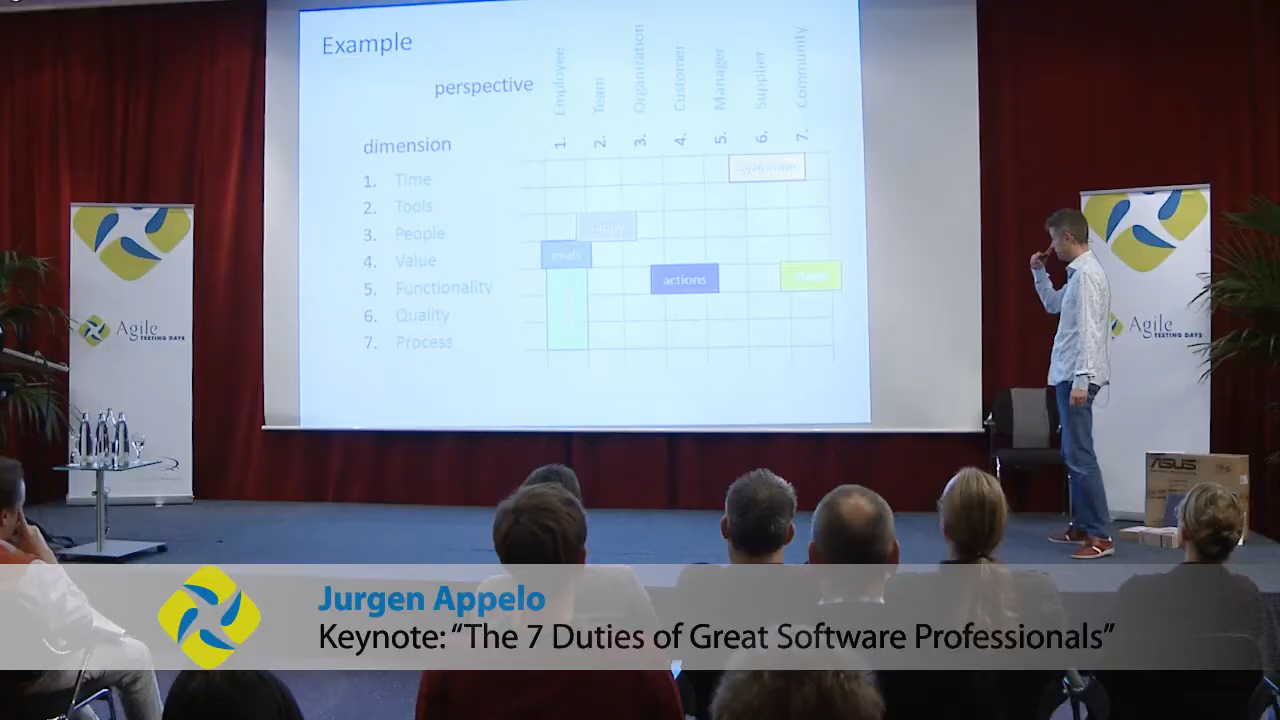 Example
perspective
1. Employee
2. Team
3. Organization
4. Customer
5. Manager
6. Supplier
7. Community
dimension
1. Time
2. Tools
3. People
4. Value
5. Functionality
6. Quality
7. Process
evals
actions
Agile
TESTING DAYS
Agile
TESTING DAYS
ASUS
Jurgen Appelo
Keynote: “The 7 Duties of Great Software Professionals”